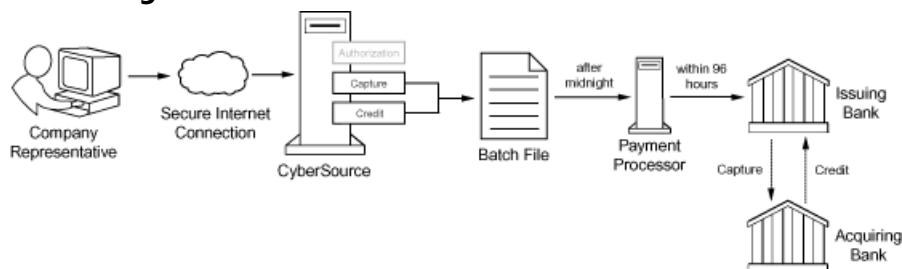 Authorization
Capture
Credit
Company
Representative
Secure Internet
Connection
CyberSource
Batch File
after
midnight
Payment
Processor
within 96
hours
Issuing
Bank
Capture
Credit
Acquiring
Bank